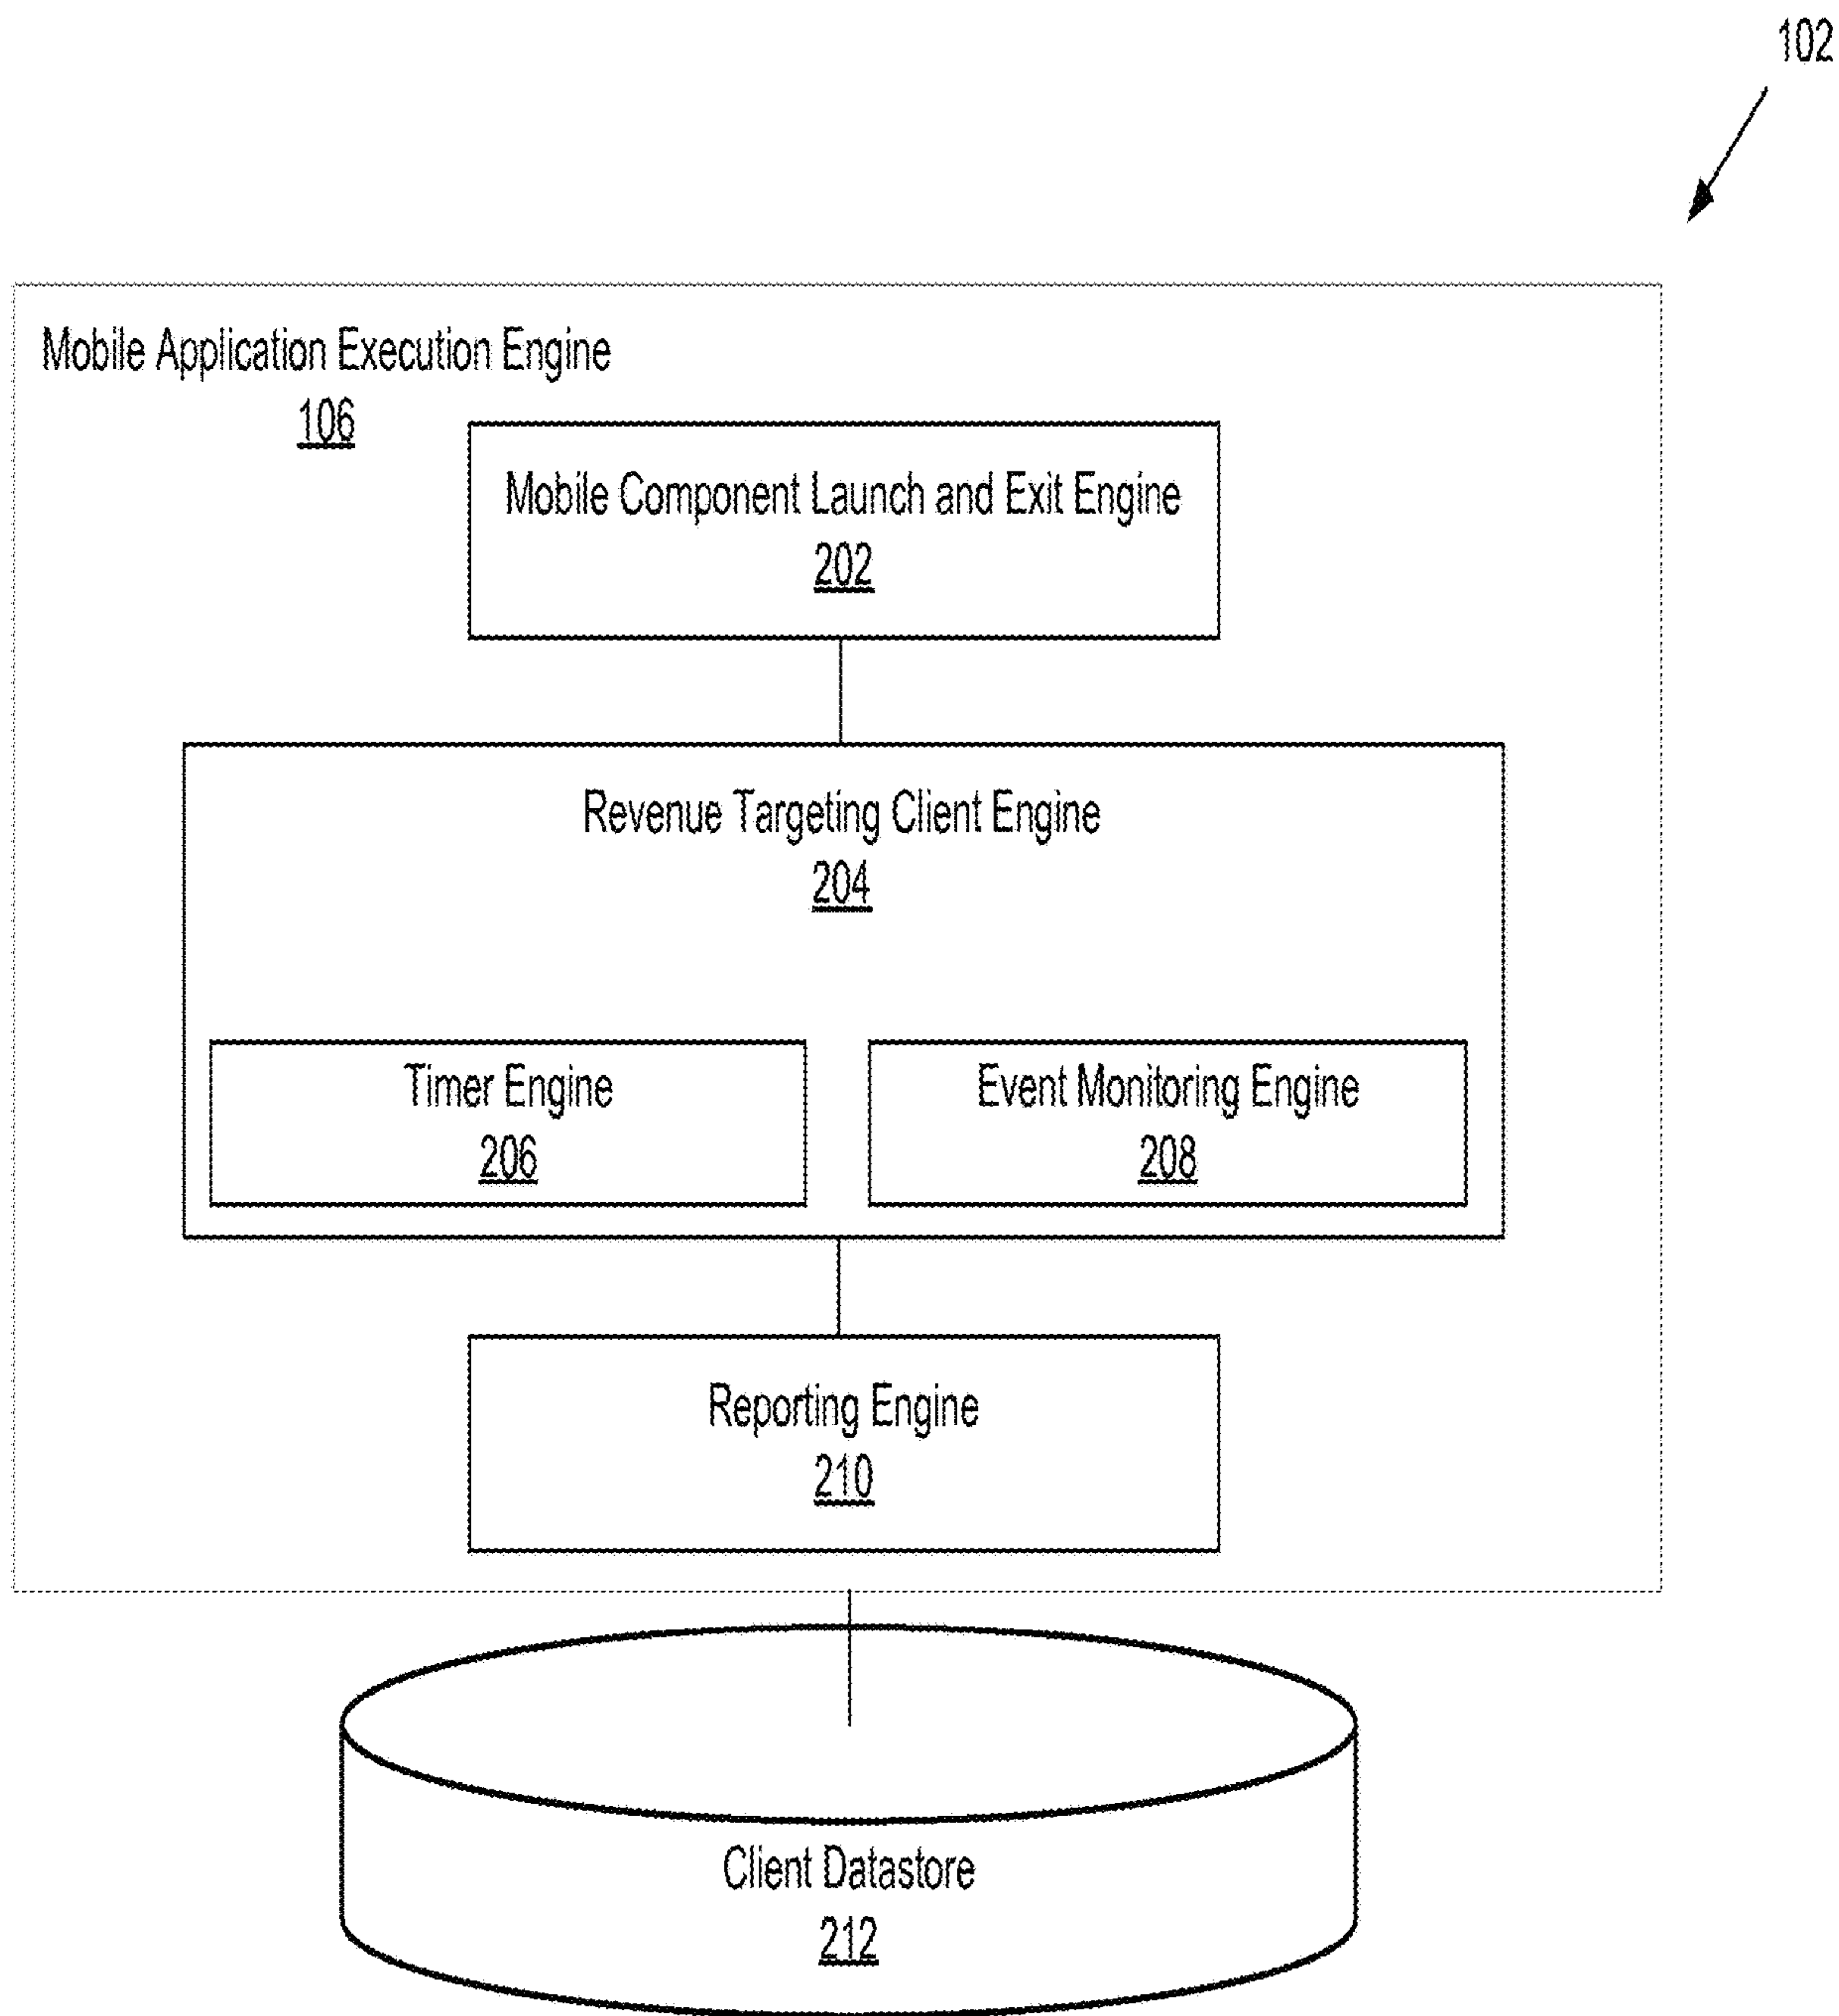 102
Mobile Application Execution Engine
106
Mobile Component Launch and Exit Engine
202
Revenue Targeting Client Engine
204
Timer Engine
206
Event Monitoring Engine
208
Reporting Engine
210
Client Datastore
212